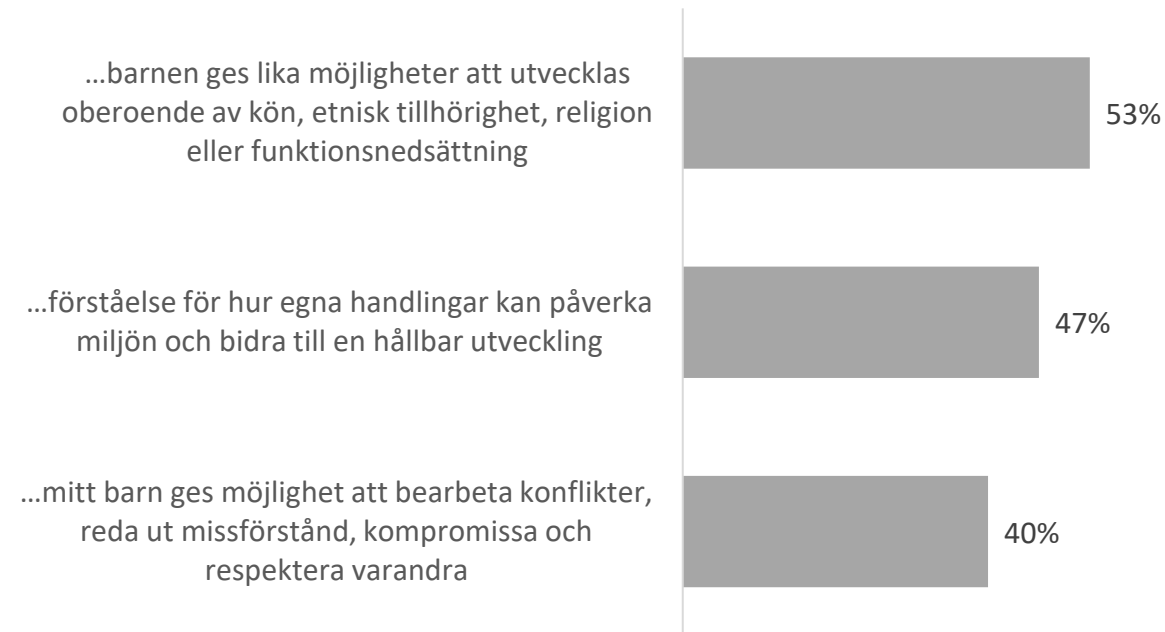 …barnen ges lika möjligheter att utvecklas
oberoende av kön, etnisk tillhörighet, religion
eller funktionsnedsättning
53%
…förståelse för hur egna handlingar kan påverka
miljön och bidra till en hållbar utveckling
47%
…mitt barn ges möjlighet att bearbeta konflikter,
reda ut missförstånd, kompromissa och
respektera varandra
40%